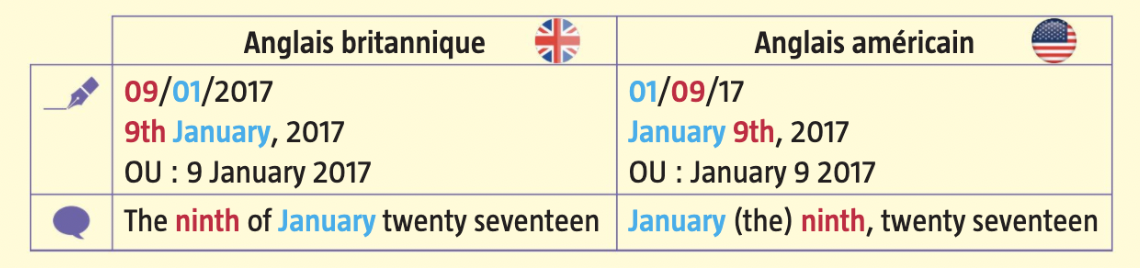 Anglais britannique
Anglais américain
09/01/2017
9th January, 2017
OU : 9 January 2017
01/09/17
January 9th, 2017
OU : January 9 2017
The ninth of January twenty seventeen
January (the) ninth, twenty seventeen